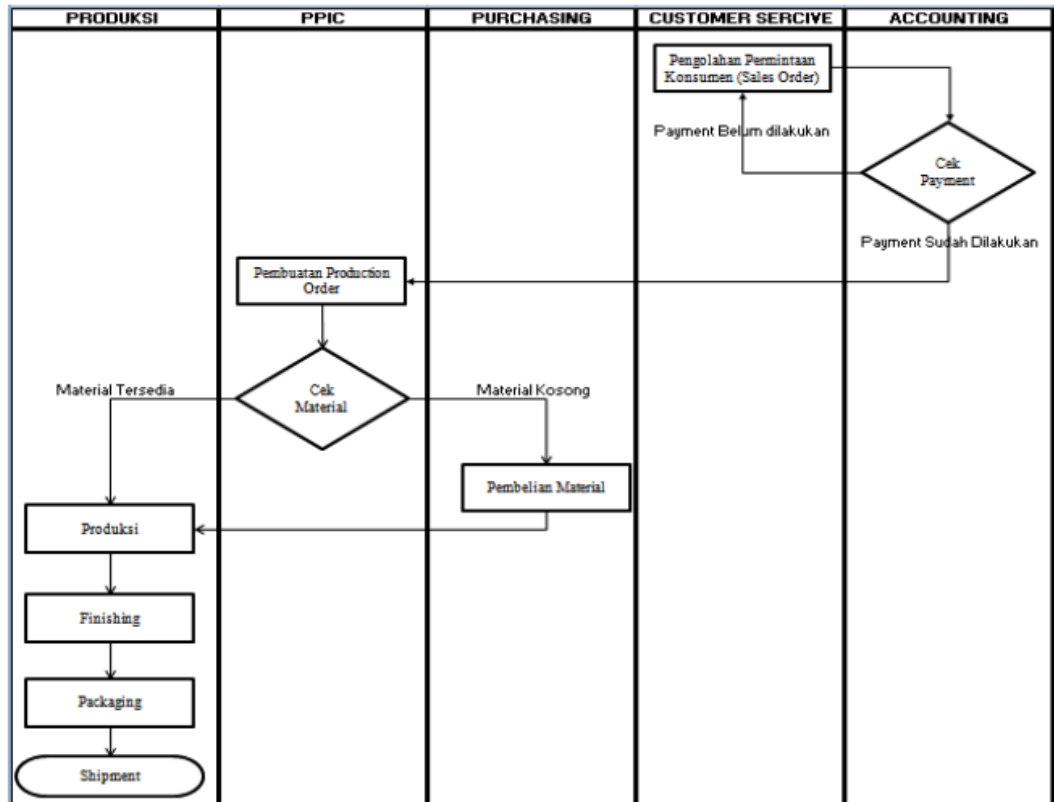 PRODUKSI
PPIC
PURCHASING
CUSTOMER SERCIVE
ACCOUNTING
Pengolahan Permintaan
Konsumen (Sales Order)
Payment Belum dilakukan
Cek
Payment
Payment Sudah Dilakukan
Pembuatan Production
Order
Material Tersedia
Cek
Material
Material Kosong
Pembelian Material
Produksi
Finishing
Packaging
Shipment